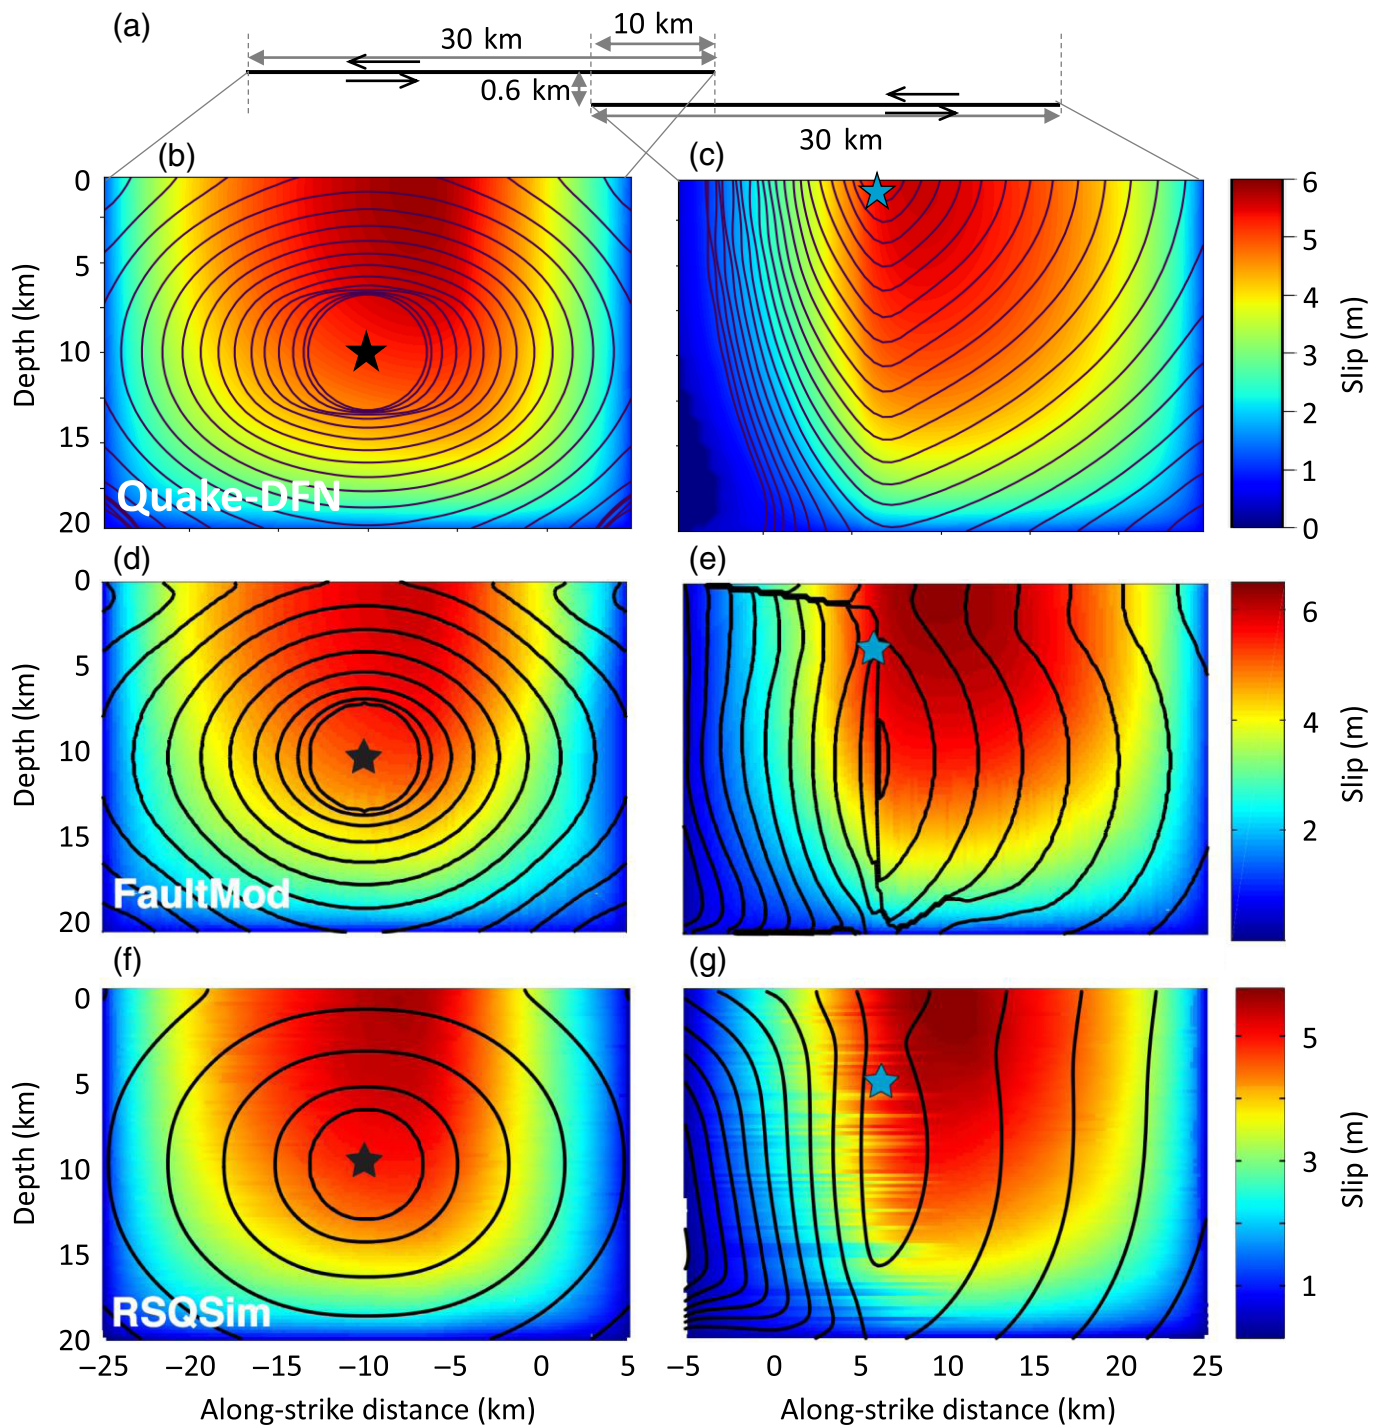 (a)
10 km
30 km
0.6 km
30 km
(b)
(c)
0
5
10
15
20
Depth (km)
Quake-DFN
6
5
4
3
2
1
0
Slip (m)
(d)
(e)
0
5
10
15
20
Depth (km)
FaultMod
6
4
2
Slip (m)
(f)
(g)
0
5
10
15
20
Depth (km)
RSQSim
5
3
1
Slip (m)
−25 −20 −15 −10 −5 0 5
−5 0 5 10 15 20 25
Along-strike distance (km)
Along-strike distance (km)